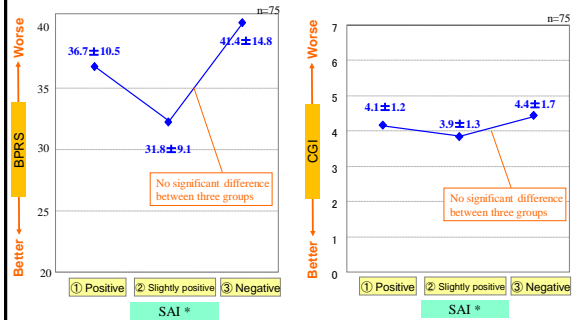 n=75
Worse
BPRS
Better
40
35
30
25
20
36.7±10.5
31.8±9.1
41.4±14.8
No significant difference
between three groups
① Positive
② Slightly positive
③ Negative
SAI *
n=75
Worse
CGI
Better
7
6
5
4
3
2
1
0
4.1±1.2
3.9±1.3
4.4±1.7
No significant difference
between three groups
① Positive
② Slightly positive
③ Negative
SAI *